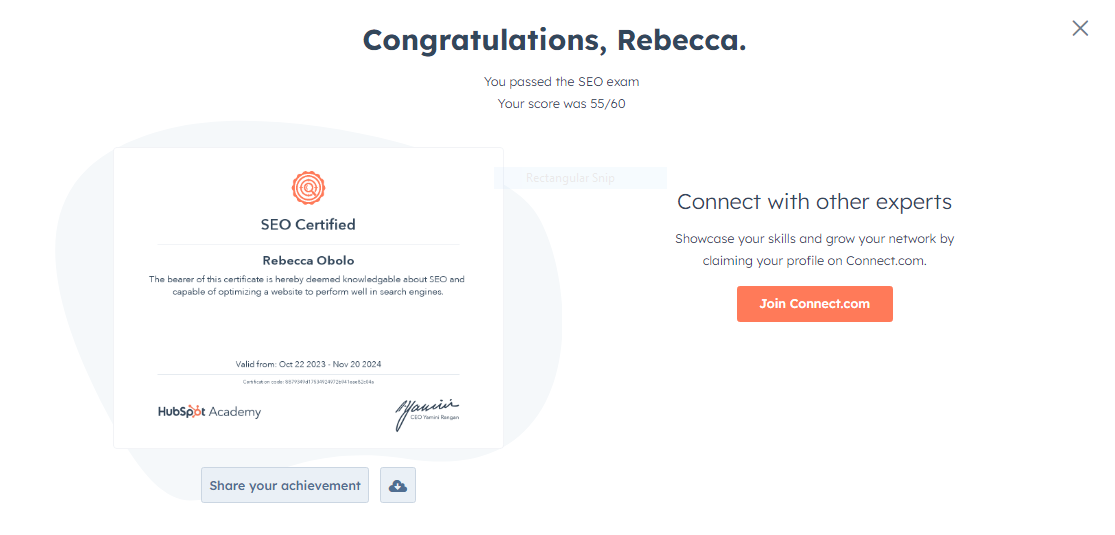 Congratulations, Rebecca.
You passed the SEO exam
Your score was 55/60
Rectangular Snip
SEO Certified
Rebecca Obolo
The bearer of this certificate is hereby deemed knowledgable about SEO and
capable of optimizing a website to perform well in search engines.
Valid from: Oct 22 2023 - Nov 20 2024
Certification code:
HubSpot Academy
CEO Yamini Rangan
Share your achievement
Connect with other experts
Showcase your skills and grow your network by
claiming your profile on Connect.com.
Join Connect.com